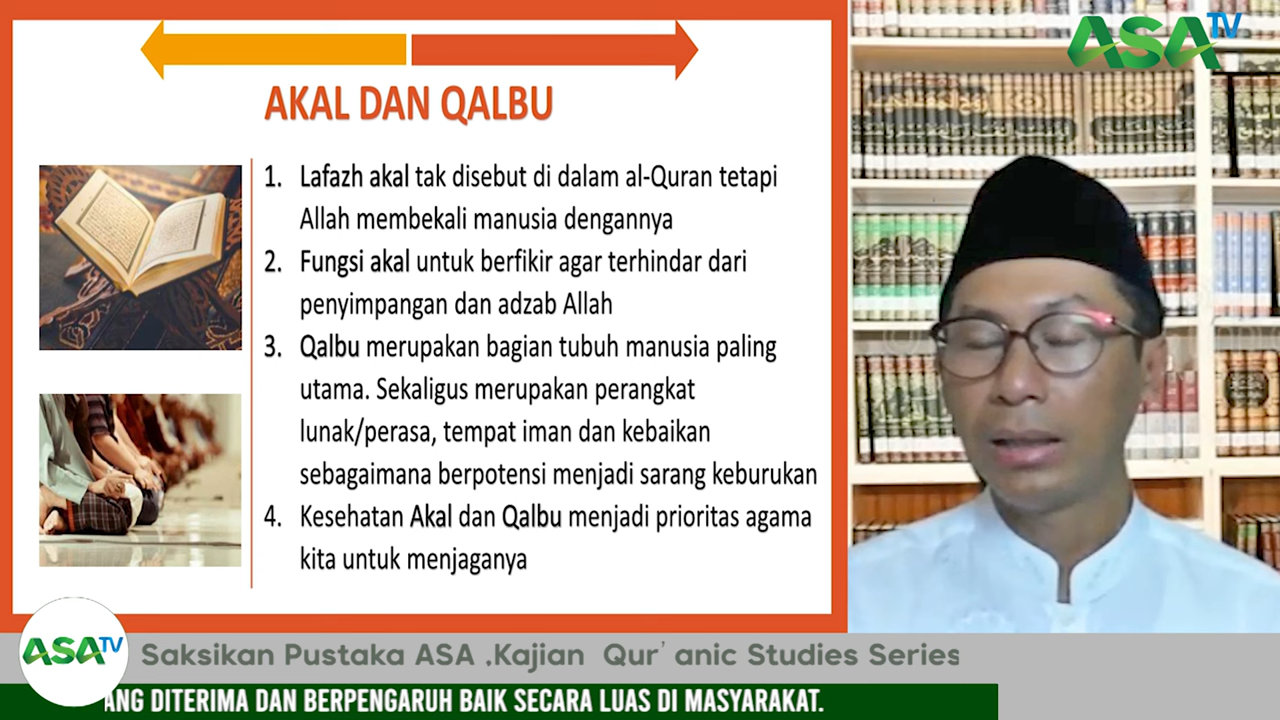 AKAL DAN QALBU
1. Lafazh akal tak disebut di dalam al-Quran tetapi
Allah membekali manusia dengannya
2. Fungsi akal untuk berfikir agar terhindar dari
penyimpangan dan adzab Allah
3. Qalbu merupakan bagian tubuh manusia paling
utama. Sekaligus merupakan perangkat
lunak/perasa, tempat iman dan kebaikan
sebagaimana berpotensi menjadi sarang keburukan
4. Kesehatan Akal dan Qalbu menjadi prioritas agama
kita untuk menjaganya
ASA TV
ASA TV
Saksikan Pustaka ASA ,Kajian Qur' anic Studies Series
ANG DITERIMA DAN BERPENGARUH BAIK SECARA LUAS DI MASYARAKAT.